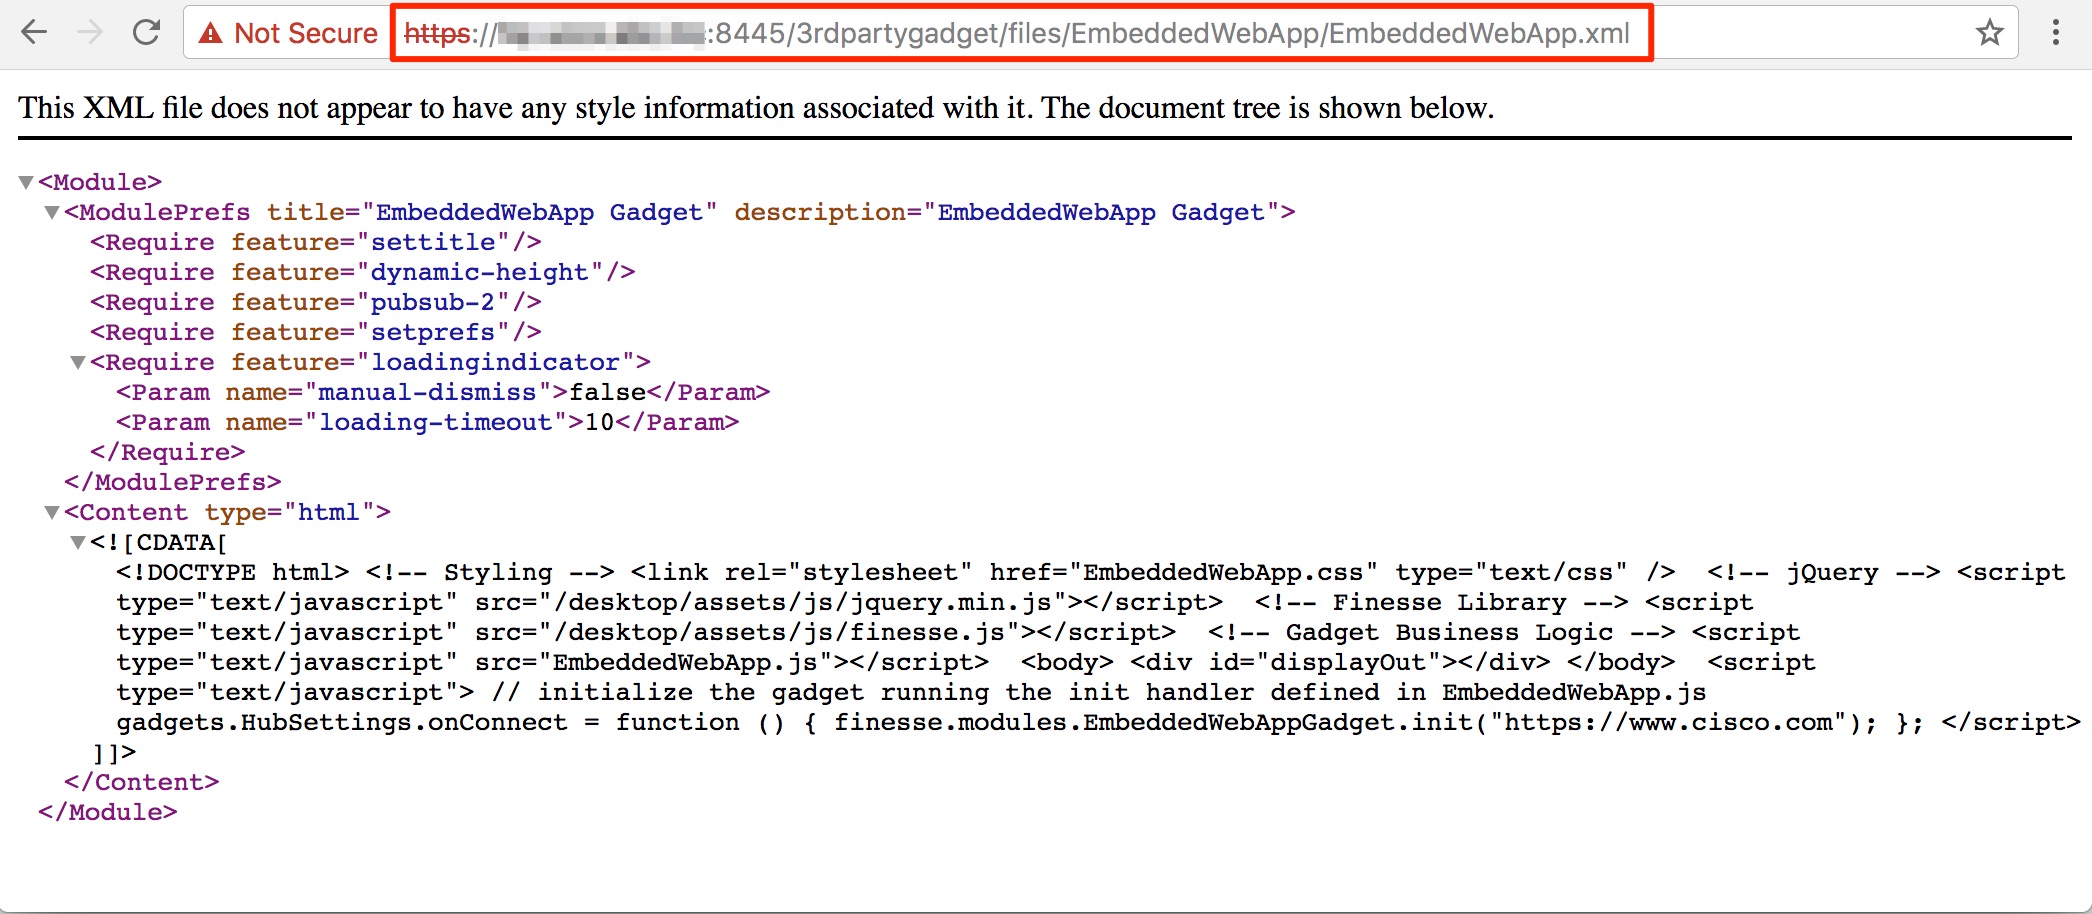 Not Secure https://:8445/3rdpartygadget/files/EmbeddedWebApp/EmbeddedWebApp.xml
This XML file does not appear to have any style information associated with it. The document tree is shown below.
<Module>
<ModulePrefs title="EmbeddedWebApp Gadget" description="EmbeddedWebApp Gadget">
<Require feature="settitle"/>
<Require feature="dynamic-height"/>
<Require feature="pubsub-2"/>
<Require feature="setprefs"/>
<Require feature="loadingindicator">
<Param name="manual-dismiss">false</Param>
<Param name="loading-timeout">10</Param>
</Require>
</ModulePrefs>
<Content type="html">
<![CDATA[
<!DOCTYPE html> <!-- Styling --> <link rel="stylesheet" href="EmbeddedWebApp.css" type="text/css" /> <!-- jQuery --> <script
type="text/javascript" src="/desktop/assets/js/jquery.min.js"></script> <!-- Finesse Library --> <script
type="text/javascript" src="/desktop/assets/js/finesse.js"></script> <!-- Gadget Business Logic --> <script
type="text/javascript" src="EmbeddedWebApp.js"></script> <body> <div id="displayOut"></div> </body> <script
type="text/javascript"> // initialize the gadget running the init handler defined in EmbeddedWebApp.js
gadgets.HubSettings.onConnect = function () { finesse.modules.EmbeddedWebAppGadget.init("https://www.cisco.com"); }; </script>
]]>
</Content>
</Module>